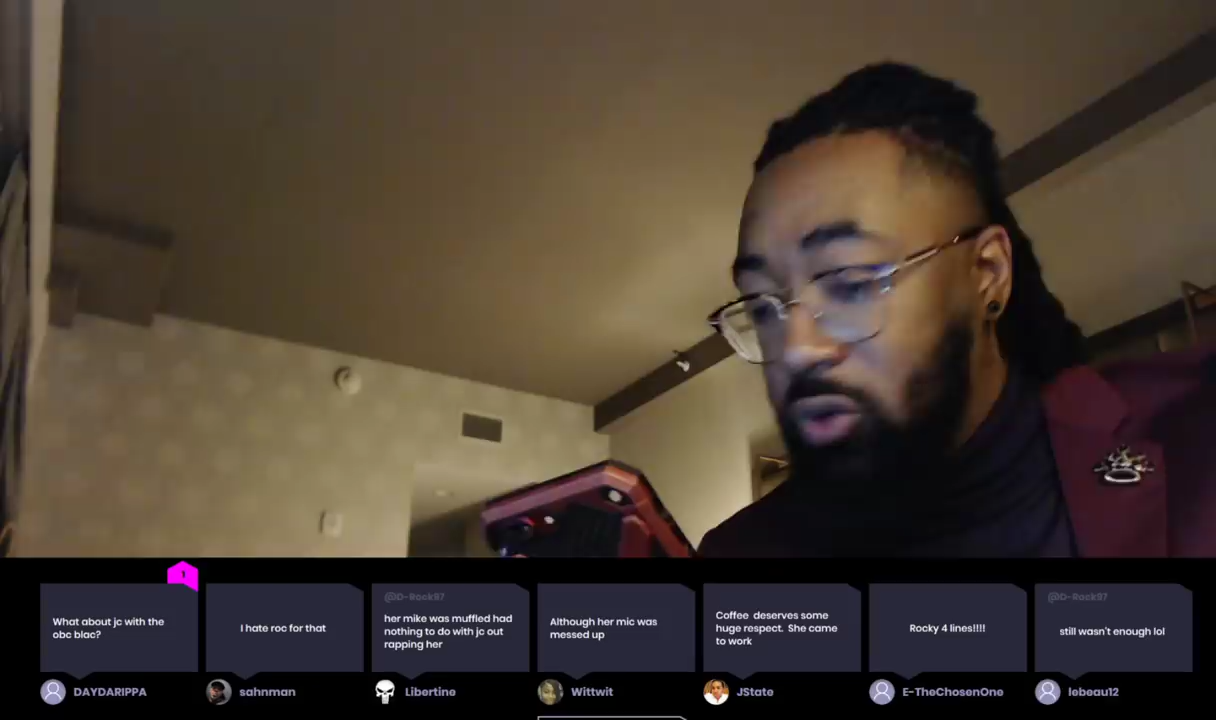 1
What about jc with the
obc blac?
DAYDARIPPA
I hate roc for that
sahnman
@D-Rock97
her mike was muffled had
nothing to do with jc out
rapping her
Libertine
Although her mic was
messed up
Wittwit
Coffee deserves some
huge respect. She came
to work
JState
Rocky 4 lines!!!!
E-TheChosenOne
@D-Rock97
still wasn't enough lol
lebeau12